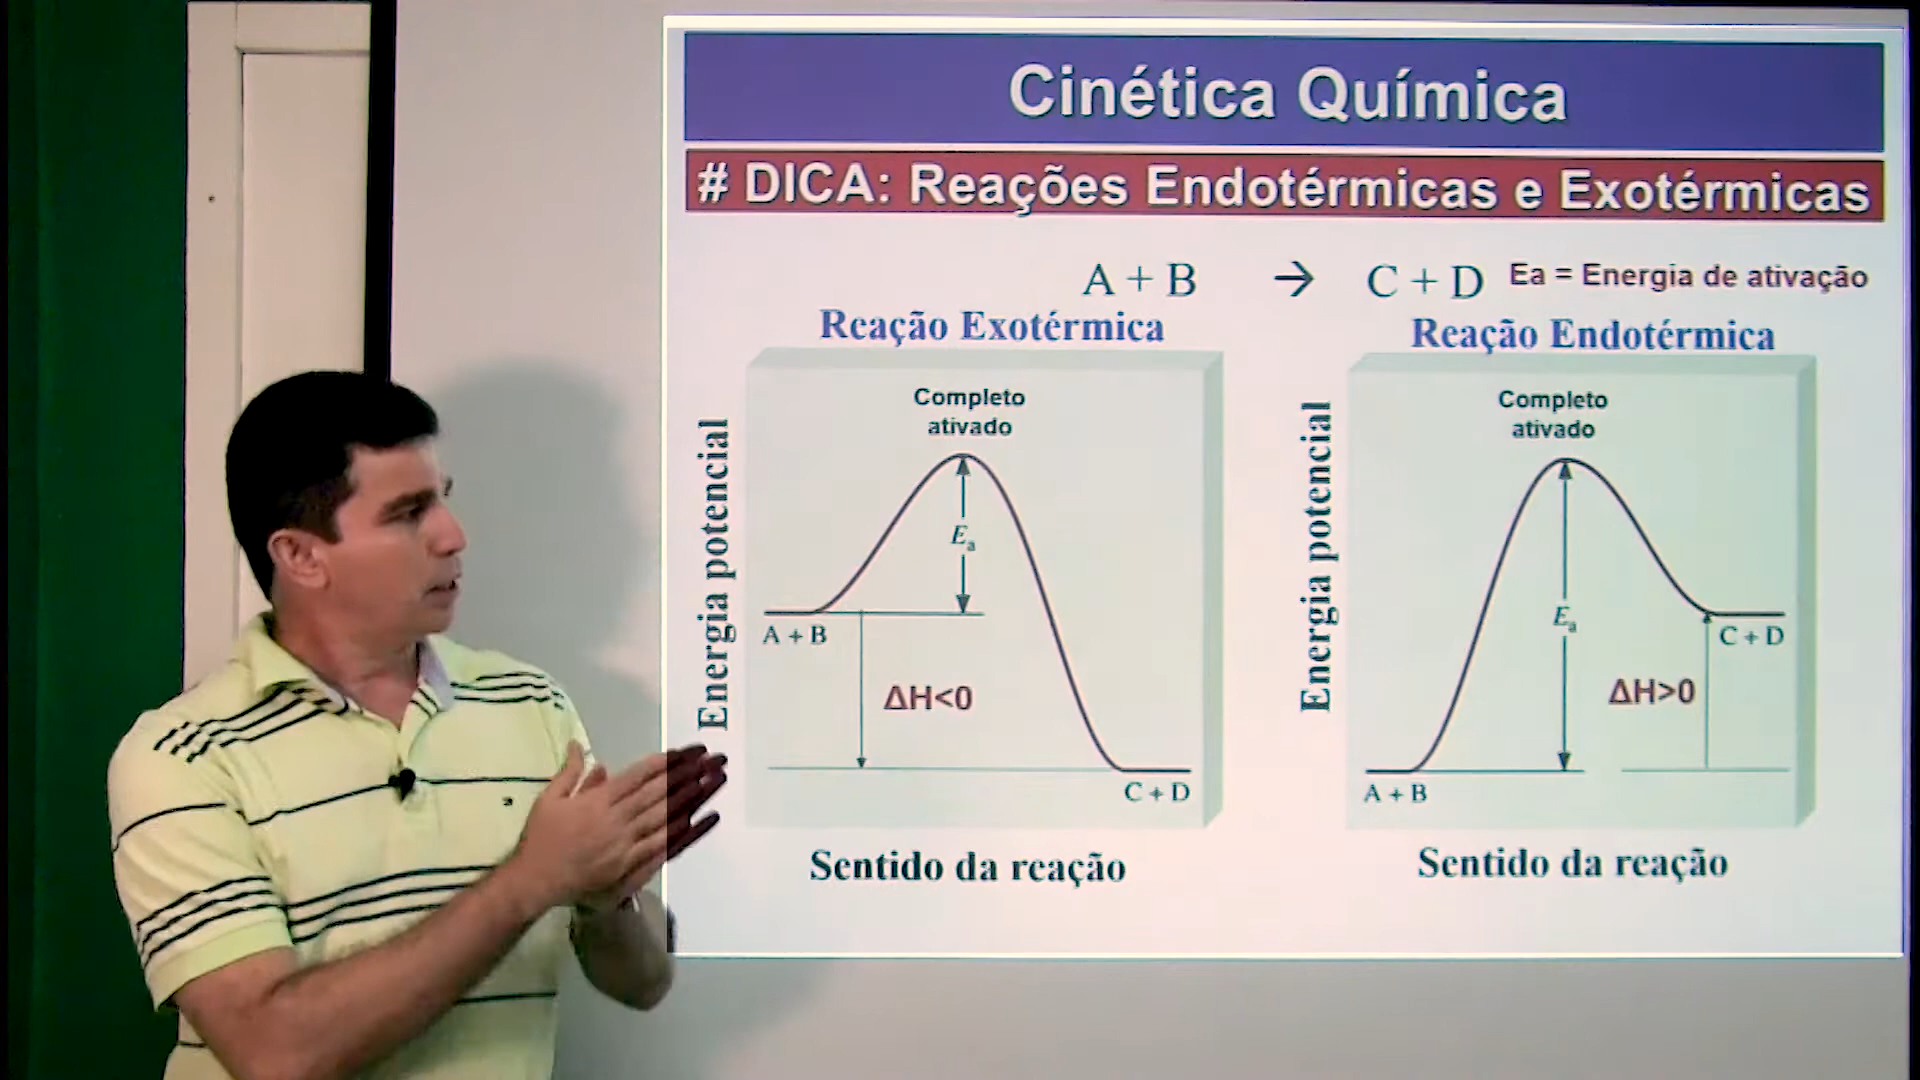 Cinética Química
# DICA: Reações Endotérmicas e Exotérmicas
A + B → C + D Ea = Energia de ativação
Reação Exotérmica
Energia potencial
Completo
ativado
Ea
A + B
ΔH<0
C + D
Sentido da reação
Reação Endotérmica
Energia potencial
Completo
ativado
Ea
C + D
ΔH>0
A + B
Sentido da reação